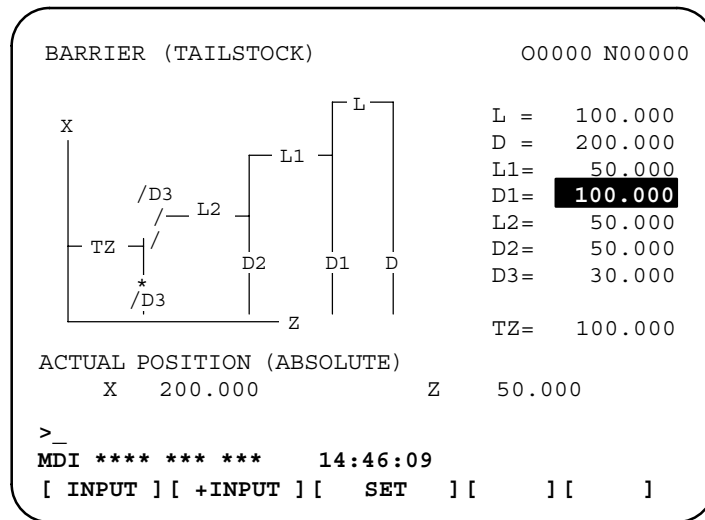 BARRIER (TAILSTOCK) O0000 N00000
L
X
L = 100.000
D = 200.000
L1
L1= 50.000
/D3
D1= 100.000
L2
/
L2= 50.000
TZ
/
D2 D1 D
D2= 50.000
D3= 30.000
*
/D3
Z
TZ= 100.000
ACTUAL POSITION (ABSOLUTE)
X 200.000 Z 50.000
>_
MDI **** *** *** 14:46:09
[ INPUT ][ +INPUT ][ SET ][ ][ ]